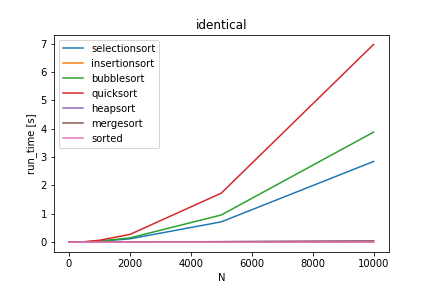 identical
selectionsort
insertionsort
bubblesort
quicksort
heapsort
mergesort
sorted
run_time [s]
7
6
5
4
3
2
1
0
0
2000
4000
6000
8000
10000
N